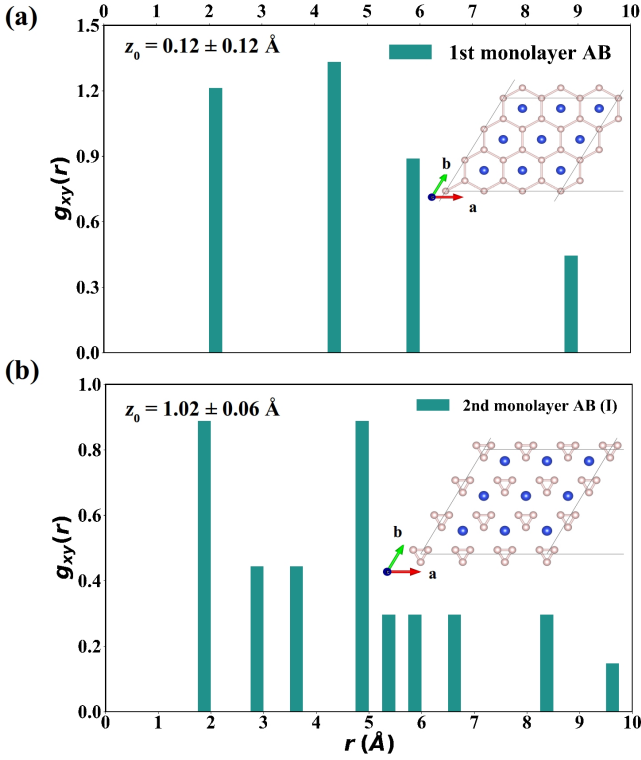 (a)
0 1 2 3 4 5 6 7 8 9 10
z₀ = 0.12 ± 0.12 Å
1st monolayer AB
1.5
1.2
0.9
0.6
0.3
0.0
g_xy(r)
b
a
(b)
z₀ = 1.02 ± 0.06 Å
2nd monolayer AB (I)
1.0
0.8
0.6
0.4
0.2
0.0
g_xy(r)
b
a
0 1 2 3 4 5 6 7 8 9 10
r (Å)